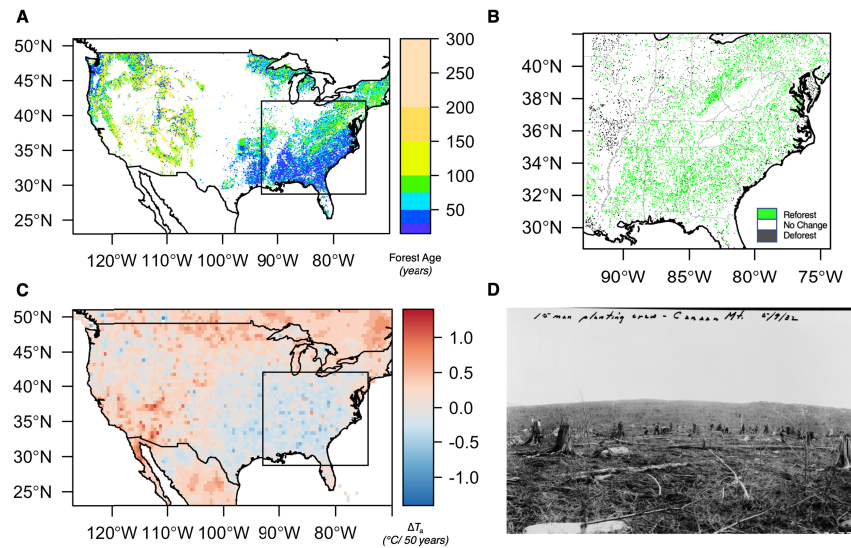 A
50°N
45°N
40°N
35°N
30°N
25°N
120°W 110°W 100°W 90°W 80°W
300
250
200
150
100
50
Forest Age
(years)
B
40°N
38°N
36°N
34°N
32°N
30°N
90°W 85°W 80°W 75°W
Reforest
No Change
Deforest
C
50°N
45°N
40°N
35°N
30°N
25°N
120°W 110°W 100°W 90°W 80°W
1.0
0.5
0.0
-0.5
-1.0
ΔTa
(°C/ 50 years)
D
15 man planting crew - Canaan Mt. 5/9/32